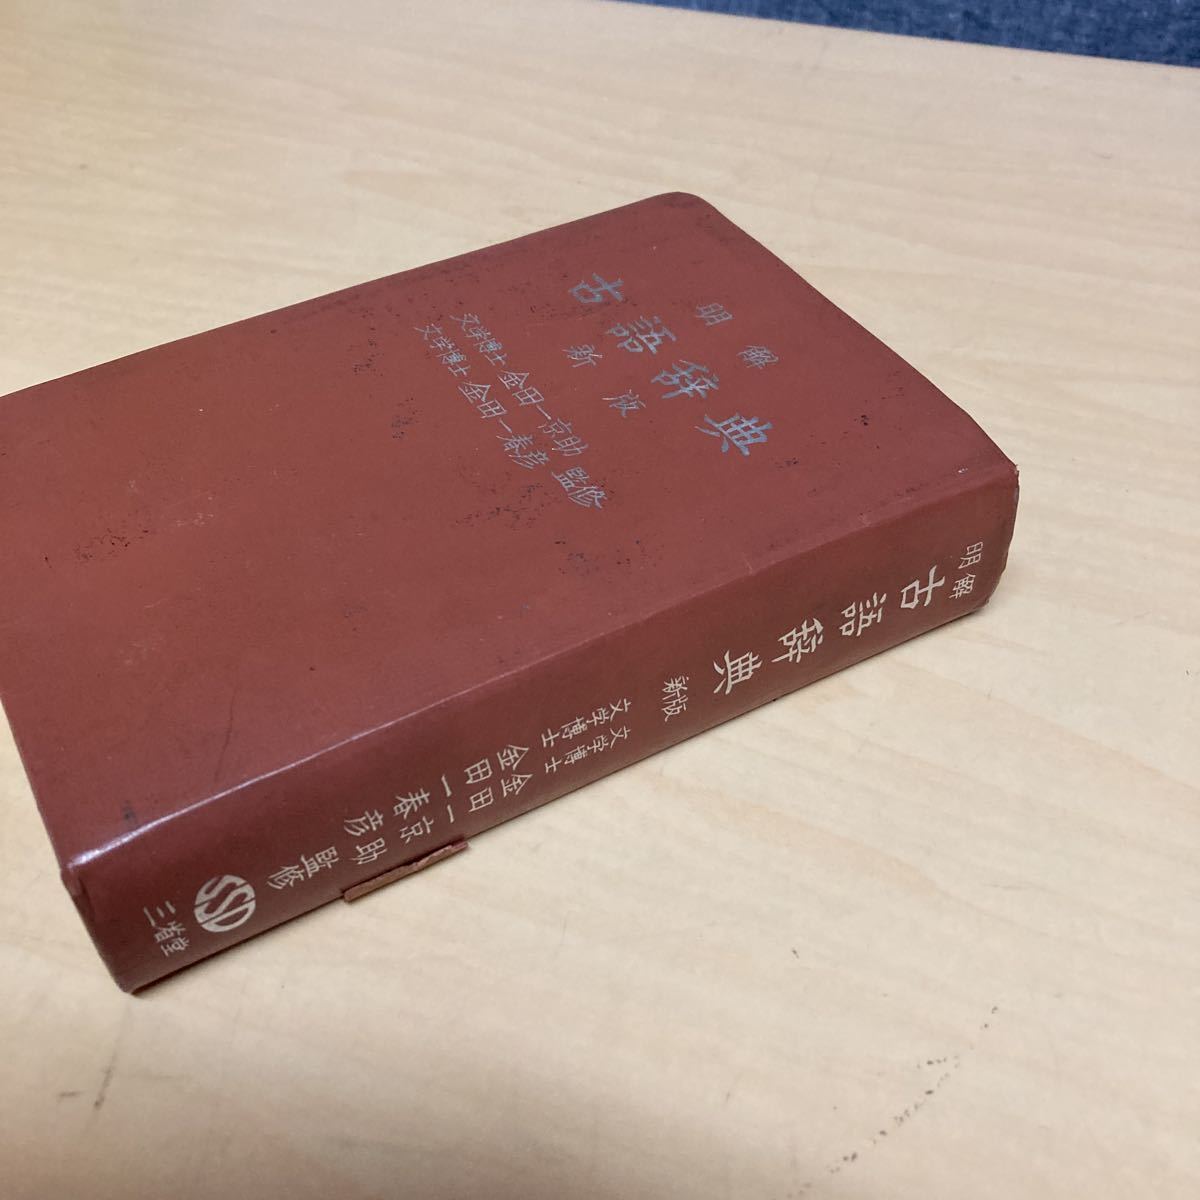 明解
古語辞典
新版
文学博士 金田一京助
文学博士 金田一春彦 監修
明解
古語辞典
新版
文学博士 金田一京助
文学博士 金田一春彦
監修
SSD
三省堂